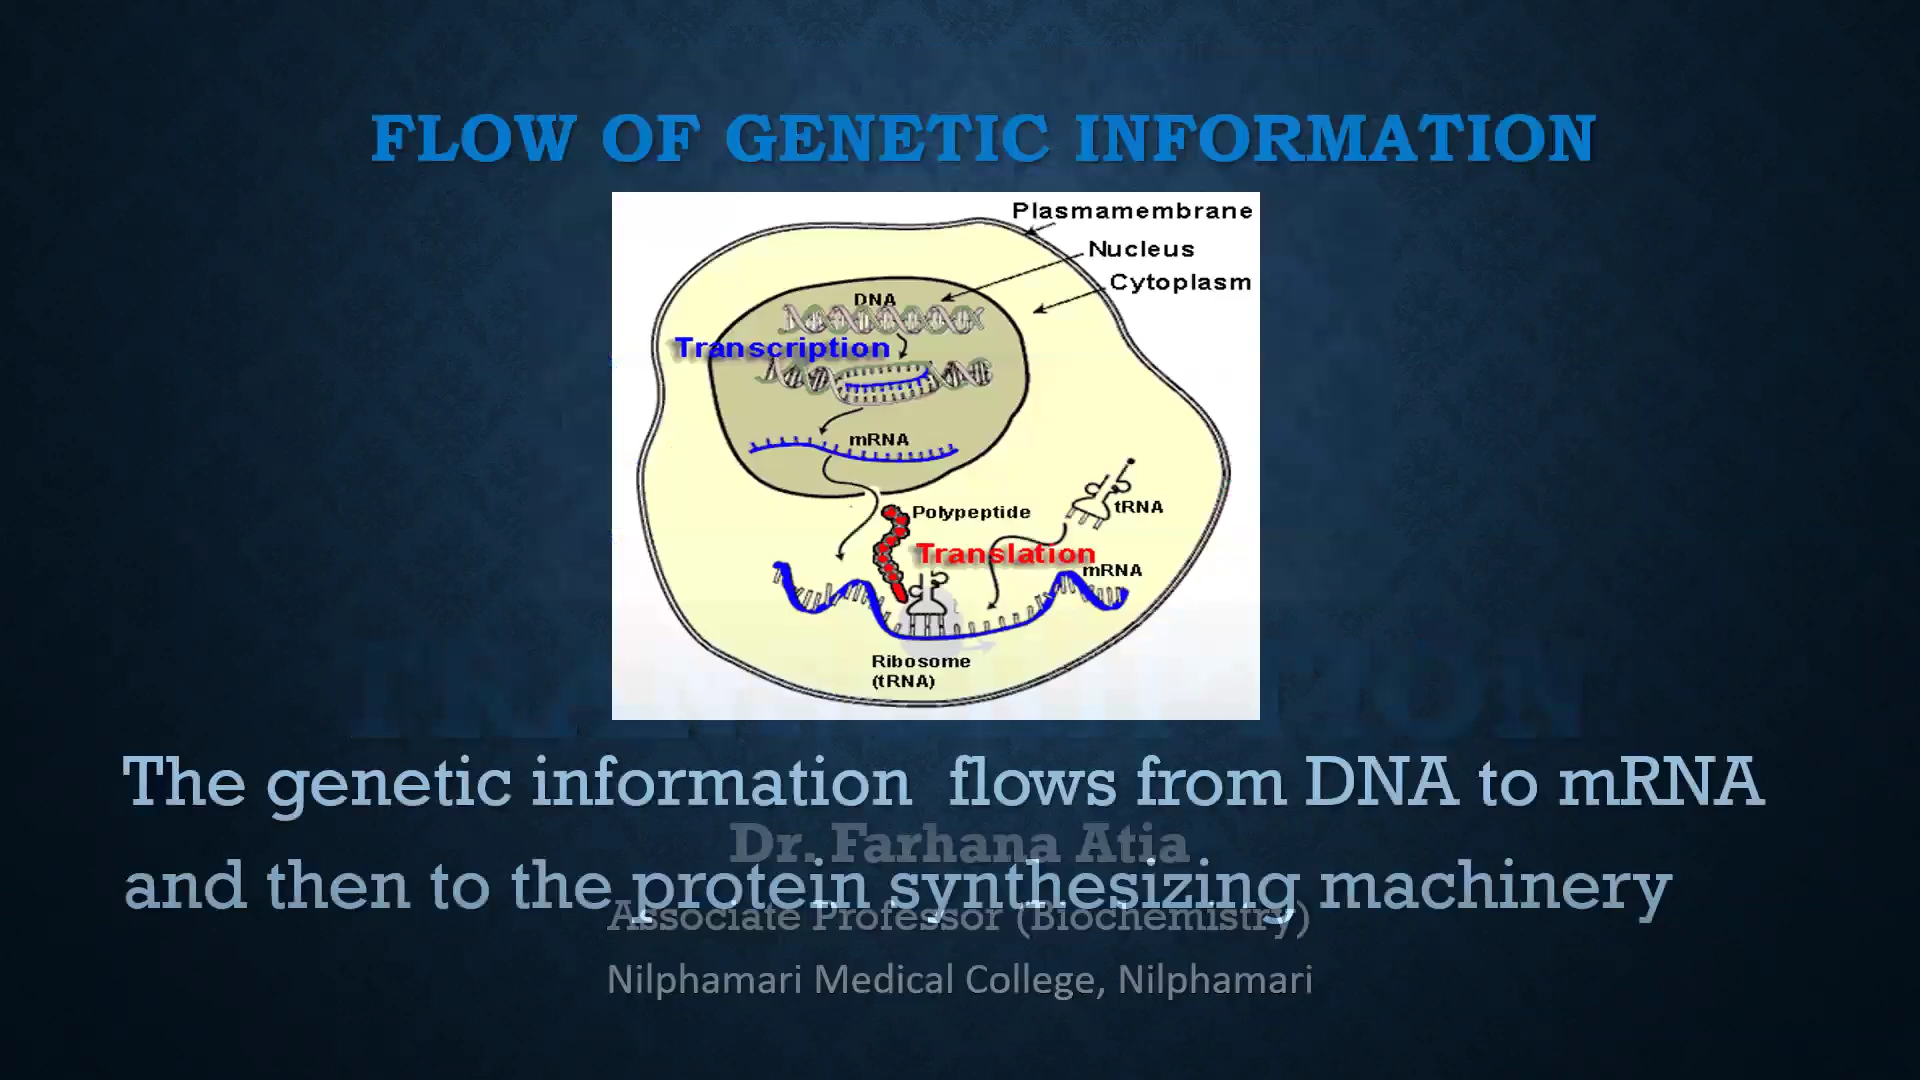 FLOW OF GENETIC INFORMATION
Plasmamembrane
Nucleus
Cytoplasm
DNA
Transcription
mRNA
Polypeptide
tRNA
Translation
mRNA
Ribosome
(tRNA)
TRANSCRIPTION
The genetic information flows from DNA to mRNA
Dr. Farhana Atia
and then to the protein synthesizing machinery
Associate Professor (Biochemistry)
Nilphamari Medical College, Nilphamari